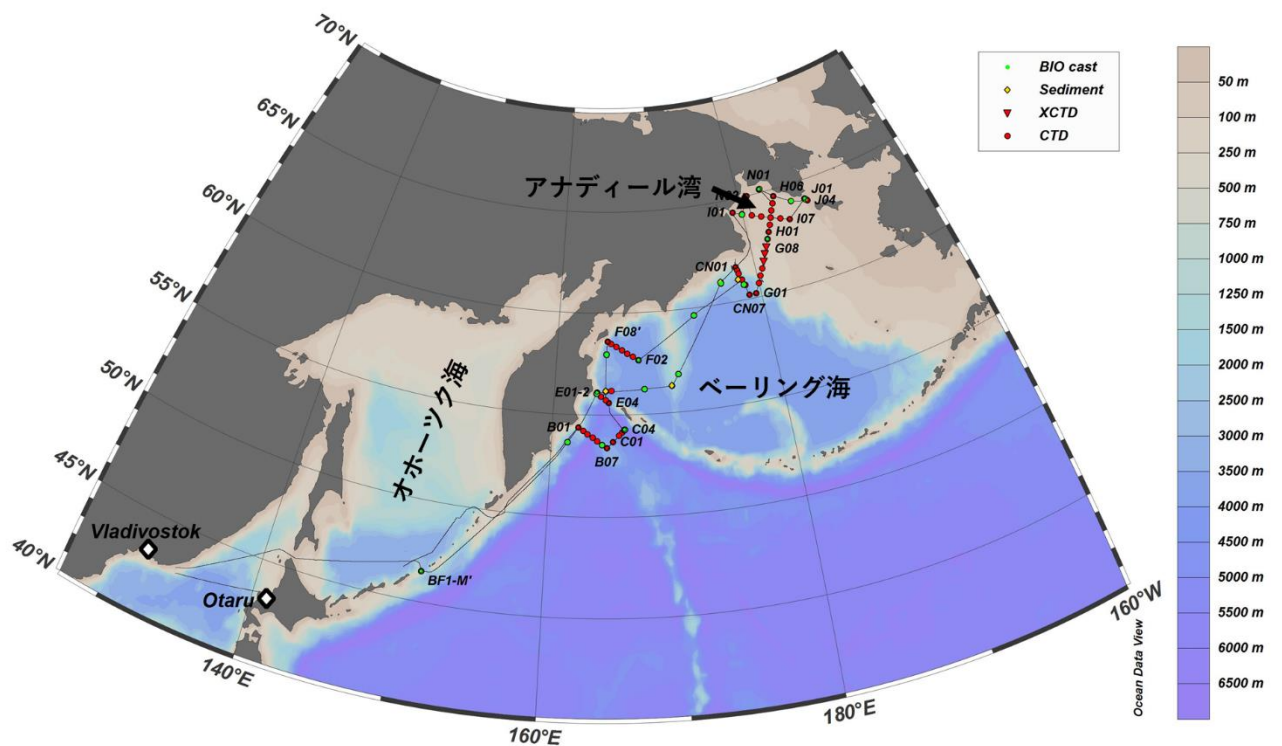 70°N
65°N
60°N
55°N
50°N
45°N
40°N
140°E
160°E
180°E
160°W
BIO cast
Sediment
XCTD
CTD
50 m
100 m
250 m
500 m
750 m
1000 m
1250 m
1500 m
2000 m
2500 m
3000 m
3500 m
4000 m
4500 m
5000 m
5500 m
6000 m
6500 m
アナディール湾
N01
H06
J01
J04
I01
I07
H01
G08
CN01
G01
CN07
F08'
F02
ベーリング海
E01-2
E04
B01
C04
C01
B07
オホーツク海
Vladivostok
Otaru
BF1-M'
Ocean Data View